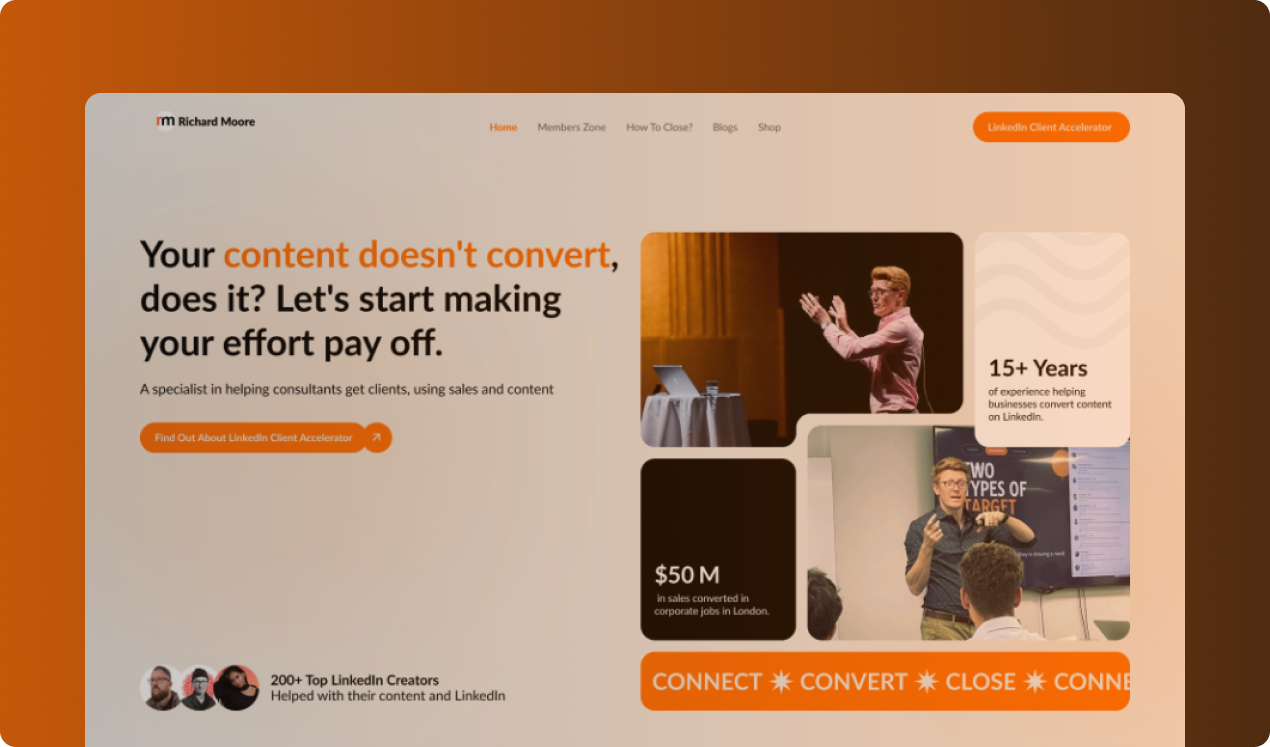 rm Richard Moore
Home Members Zone How To Close? Blogs Shop
LinkedIn Client Accelerator
Your content doesn't convert,
does it? Let's start making
your effort pay off.
A specialist in helping consultants get clients, using sales and content
Find Out About LinkedIn Client Accelerator
15+ Years
of experience helping
businesses convert content
on LinkedIn.
TWO
TYPES OF
TARGET
$50 M
in sales converted in
corporate jobs in London.
200+ Top LinkedIn Creators
Helped with their content and LinkedIn
CONNECT ✷ CONVERT ✷ CLOSE ✷ CONNE